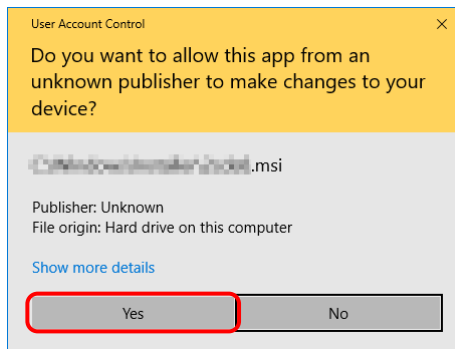 User Account Control
Do you want to allow this app from an
unknown publisher to make changes to your
device?
.msi
Publisher: Unknown
File origin: Hard drive on this computer
Show more details
Yes
No